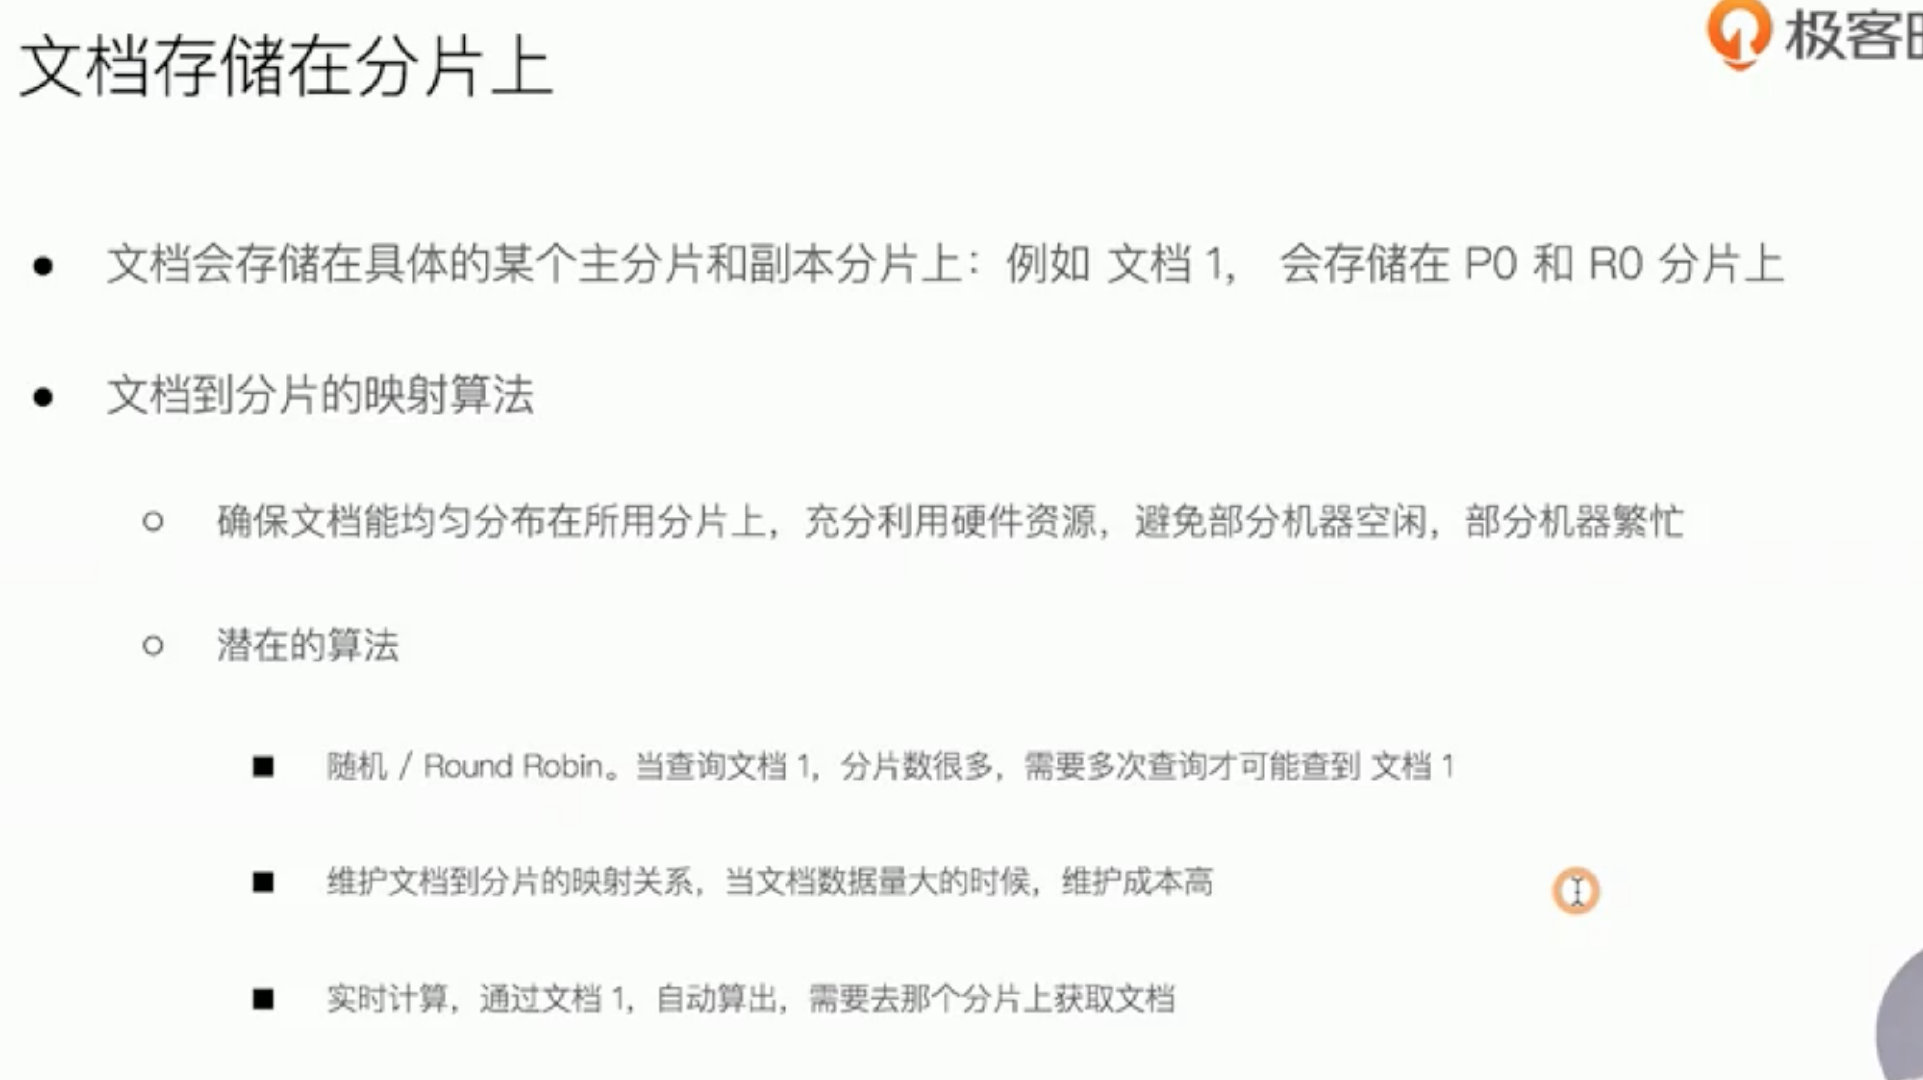 文档存储在分片上
极客
文档会存储在具体的某个主分片和副本分片上：例如 文档 1， 会存储在 P0 和 R0 分片上
文档到分片的映射算法
确保文档能均匀分布在所用分片上，充分利用硬件资源，避免部分机器空闲，部分机器繁忙
潜在的算法
随机 / Round Robin。当查询文档 1，分片数很多，需要多次查询才可能查到 文档 1
维护文档到分片的映射关系，当文档数据量大的时候，维护成本高
实时计算，通过文档 1，自动算出，需要去那个分片上获取文档